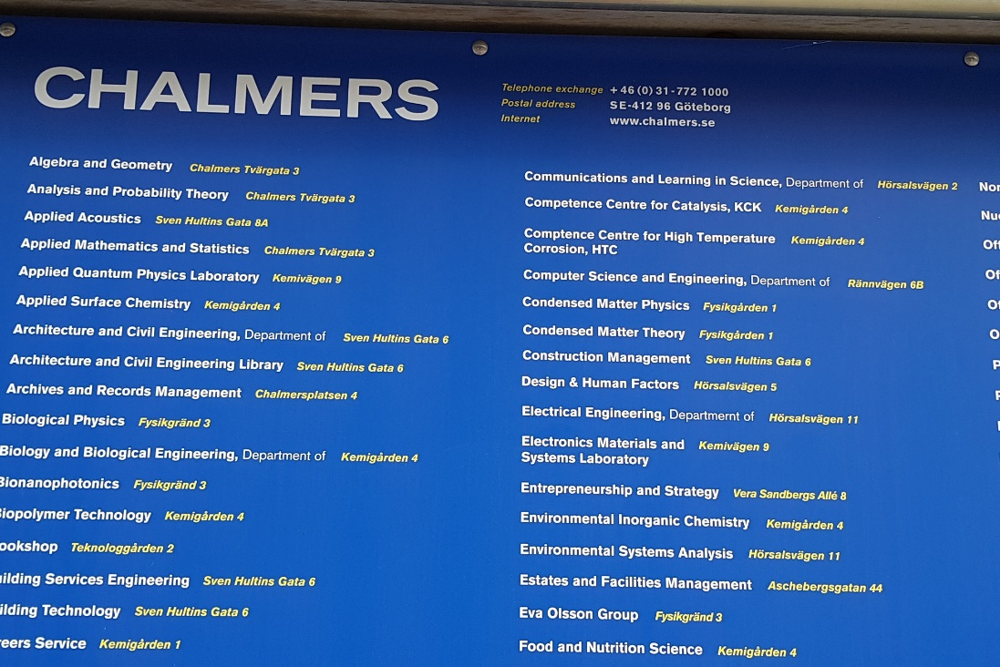 CHALMERS
Telephone exchange +46 (0) 31-772 1000
Postal address SE-412 96 Göteborg
Internet www.chalmers.se
Algebra and Geometry Chalmers Tvärgata 3
Analysis and Probability Theory Chalmers Tvärgata 3
Applied Acoustics Sven Hultins Gata 8A
Applied Mathematics and Statistics Chalmers Tvärgata 3
Applied Quantum Physics Laboratory Kemivägen 9
Applied Surface Chemistry Kemigården 4
Architecture and Civil Engineering, Department of Sven Hultins Gata 6
Architecture and Civil Engineering Library Sven Hultins Gata 6
Archives and Records Management Chalmersplatsen 4
Biological Physics Fysikgränd 3
Biology and Biological Engineering, Department of Kemigården 4
Bionanophotonics Fysikgränd 3
iopolymer Technology Kemigården 4
ookshop Teknologgården 2
ilding Services Engineering Sven Hultins Gata 6
ilding Technology Sven Hultins Gata 6
reers Service Kemigården 1
Communications and Learning in Science, Department of Hörsalsvägen 2
Competence Centre for Catalysis, KCK Kemigården 4
Comptence Centre for High Temperature Kemigården 4
Corrosion, HTC
Computer Science and Engineering, Department of Rännvägen 6B
Condensed Matter Physics Fysikgården 1
Condensed Matter Theory Fysikgården 1
Construction Management Sven Hultins Gata 6
Design & Human Factors Hörsalsvägen 5
Electrical Engineering, Departmernt of Hörsalsvägen 11
Electronics Materials and Kemivägen 9
Systems Laboratory
Entrepreneurship and Strategy Vera Sandbergs Allé 8
Environmental Inorganic Chemistry Kemigården 4
Environmental Systems Analysis Hörsalsvägen 11
Estates and Facilities Management Aschebergsgatan 44
Eva Olsson Group Fysikgränd 3
Food and Nutrition Science Kemigården 4